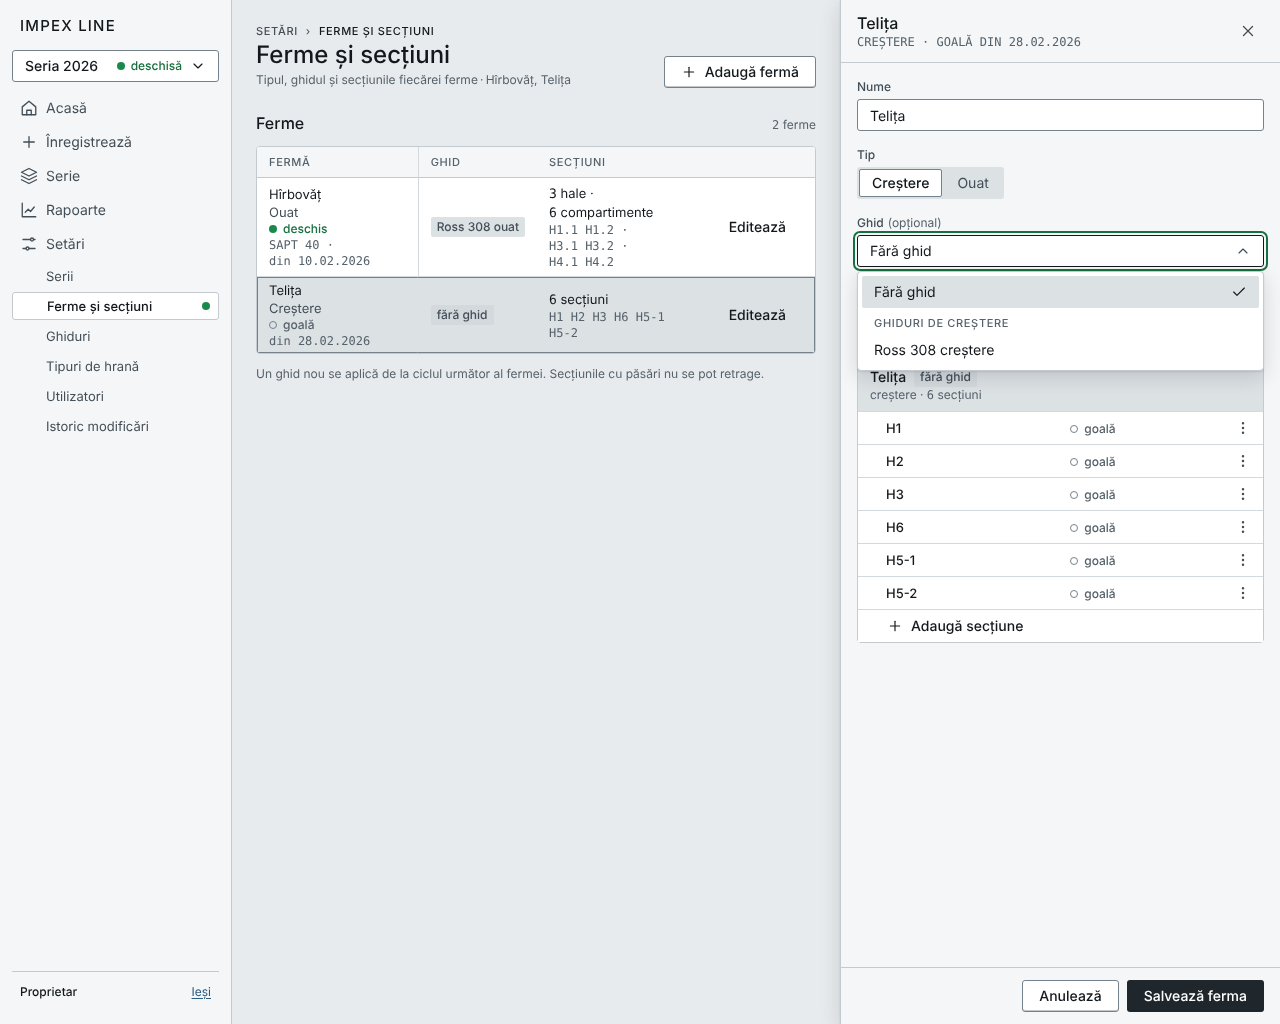 IMPEX LINE
Seria 2026 deschisă
Acasă
Înregistrează
Serie
Rapoarte
Setări
Serii
Ferme și secțiuni
Ghiduri
Tipuri de hrană
Utilizatori
Istoric modificări
Proprietar Ieși
SETĂRI › FERME ȘI SECȚIUNI
Ferme și secțiuni
Tipul, ghidul și secțiunile fiecărei ferme · Hîrbovăț, Telița
Adaugă fermă
Ferme 2 ferme
FERMĂ GHID SECȚIUNI
Hîrbovăț
Ouat
deschis
SAPT 40 ·
din 10.02.2026
Ross 308 ouat
3 hale ·
6 compartimente
H1.1 H1.2 ·
H3.1 H3.2 ·
H4.1 H4.2
Editează
Telița
Creștere
goală
din 28.02.2026
fără ghid
6 secțiuni
H1 H2 H3 H6 H5-1
H5-2
Editează
Un ghid nou se aplică de la ciclul următor al fermei. Secțiunile cu păsări nu se pot retrage.
Telița
CREȘTERE · GOALĂ DIN 28.02.2026
Nume
Telița
Tip
Creștere Ouat
Ghid (opțional)
Fără ghid
Fără ghid
GHIDURI DE CREȘTERE
Ross 308 creștere
Telița fără ghid
creștere · 6 secțiuni
H1 goală
H2 goală
H3 goală
H6 goală
H5-1 goală
H5-2 goală
Adaugă secțiune
Anulează Salvează ferma